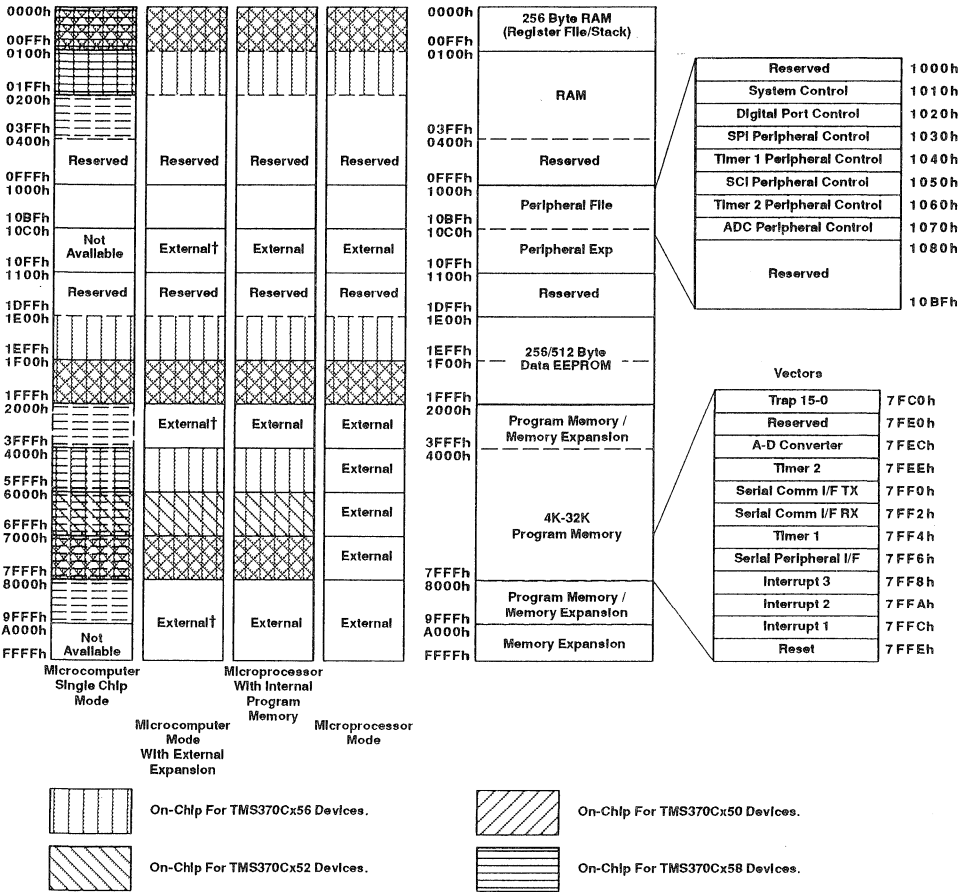 0000h
00FFh
0100h
01FFh
0200h
03FFh
0400h
0FFFh
1000h
10BFh
10C0h
10FFh
1100h
1DFFh
1E00h
1EFFh
1F00h
1FFFh
2000h
3FFFh
4000h
5FFFh
6000h
6FFFh
7000h
7FFFh
8000h
9FFFh
A000h
FFFFh
Reserved
Not
Available
Reserved
Not
Available
Microcomputer
Single Chip
Mode
Reserved
External†
Reserved
External†
External†
Microcomputer
Mode
With External
Expansion
Reserved
External
Reserved
External
External
Microprocessor
With Internal
Program
Memory
Reserved
External
Reserved
External
External
External
External
External
Microprocessor
Mode
0000h
00FFh
0100h
03FFh
0400h
0FFFh
1000h
10BFh
10C0h
10FFh
1100h
1DFFh
1E00h
1EFFh
1F00h
1FFFh
2000h
3FFFh
4000h
7FFFh
8000h
9FFFh
A000h
FFFFh
256 Byte RAM
(Register File/Stack)
RAM
Reserved
Peripheral File
Peripheral Exp
Reserved
256/512 Byte
Data EEPROM
Program Memory /
Memory Expansion
4K-32K
Program Memory
Program Memory /
Memory Expansion
Memory Expansion
Reserved 1000h
System Control 1010h
Digital Port Control 1020h
SPI Peripheral Control 1030h
Timer 1 Peripheral Control 1040h
SCI Peripheral Control 1050h
Timer 2 Peripheral Control 1060h
ADC Peripheral Control 1070h
1080h
Reserved
10BFh
Vectors
Trap 15-0 7FC0h
Reserved 7FE0h
A-D Converter 7FECh
Timer 2 7FEEh
Serial Comm I/F TX 7FF0h
Serial Comm I/F RX 7FF2h
Timer 1 7FF4h
Serial Peripheral I/F 7FF6h
Interrupt 3 7FF8h
Interrupt 2 7FFAh
Interrupt 1 7FFCh
Reset 7FFEh
On-Chip For TMS370Cx56 Devices.
On-Chip For TMS370Cx50 Devices.
On-Chip For TMS370Cx52 Devices.
On-Chip For TMS370Cx58 Devices.